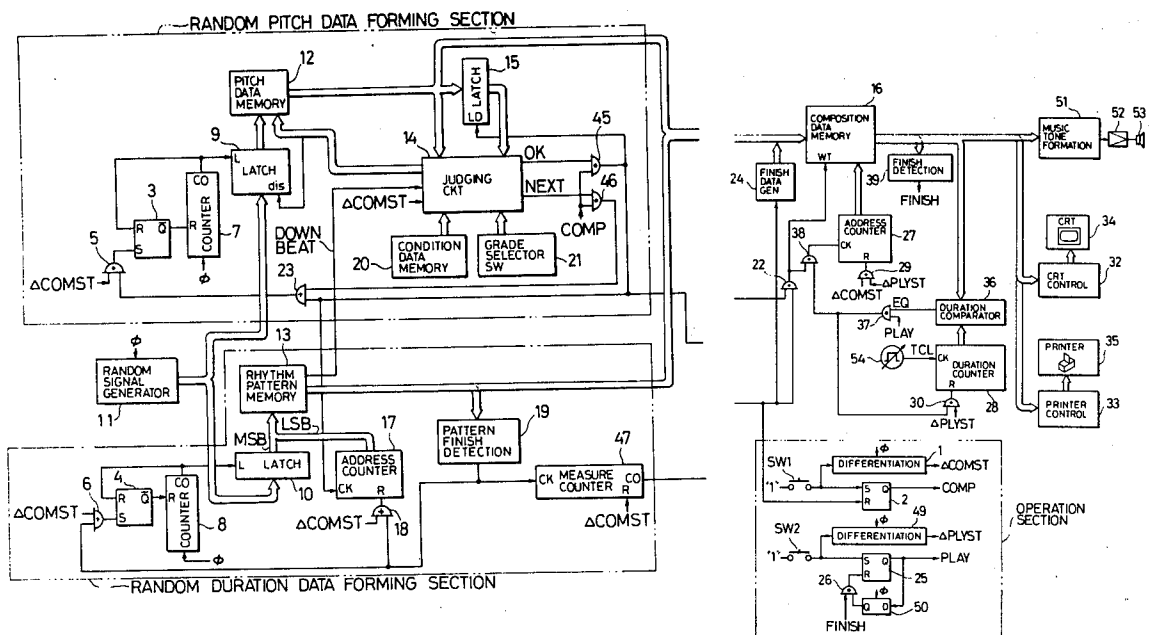 RANDOM PITCH DATA FORMING SECTION
12
PITCH
DATA
MEMORY
15
LATCH
LD
9
L
LATCH
dis
14
JUDGING
CKT
OK
NEXT
45
46
COMP
3
R Q̅
S
CO
R
COUNTER
7
ϕ
5
ΔCOMST
ΔCOMST
DOWN
BEAT
CONDITION
DATA
MEMORY
20
GRADE
SELECTOR
SW
21
23
ϕ
RANDOM
SIGNAL
GENERATOR
11
13
RHYTHM
PATTERN
MEMORY
MSB
LSB
17
ADDRESS
COUNTER
CK R
18
ΔCOMST
L LATCH
10
4
R Q̅
S
6
ΔCOMST
CO
R
COUNTER
8
ϕ
PATTERN
FINISH
DETECTION
19
47
CK MEASURE CO
COUNTER
R
ΔCOMST
RANDOM DURATION DATA FORMING SECTION
16
COMPOSITION
DATA
MEMORY
WT
24
FINISH
DATA
GEN
39
FINISH
DETECTION
FINISH
51
MUSIC
TONE
FORMATION
52
53
38
ADDRESS
COUNTER
CK
R
27
29
ΔPLYST
ΔCOMST
22
CRT
34
32
CRT
CONTROL
36
DURATION
COMPARATOR
EQ
37
PLAY
54
TCL
CK
DURATION
COUNTER
R
28
30
ΔPLYST
PRINTER
35
PRINTER
CONTROL
33
ϕ
1
DIFFERENTIATION
ΔCOMST
SW1
"1"
S Q
R
2
COMP
ϕ
49
DIFFERENTIATION
ΔPLYST
SW2
"1"
S Q
R
25
PLAY
26
ϕ
Q D
50
FINISH
OPERATION
SECTION